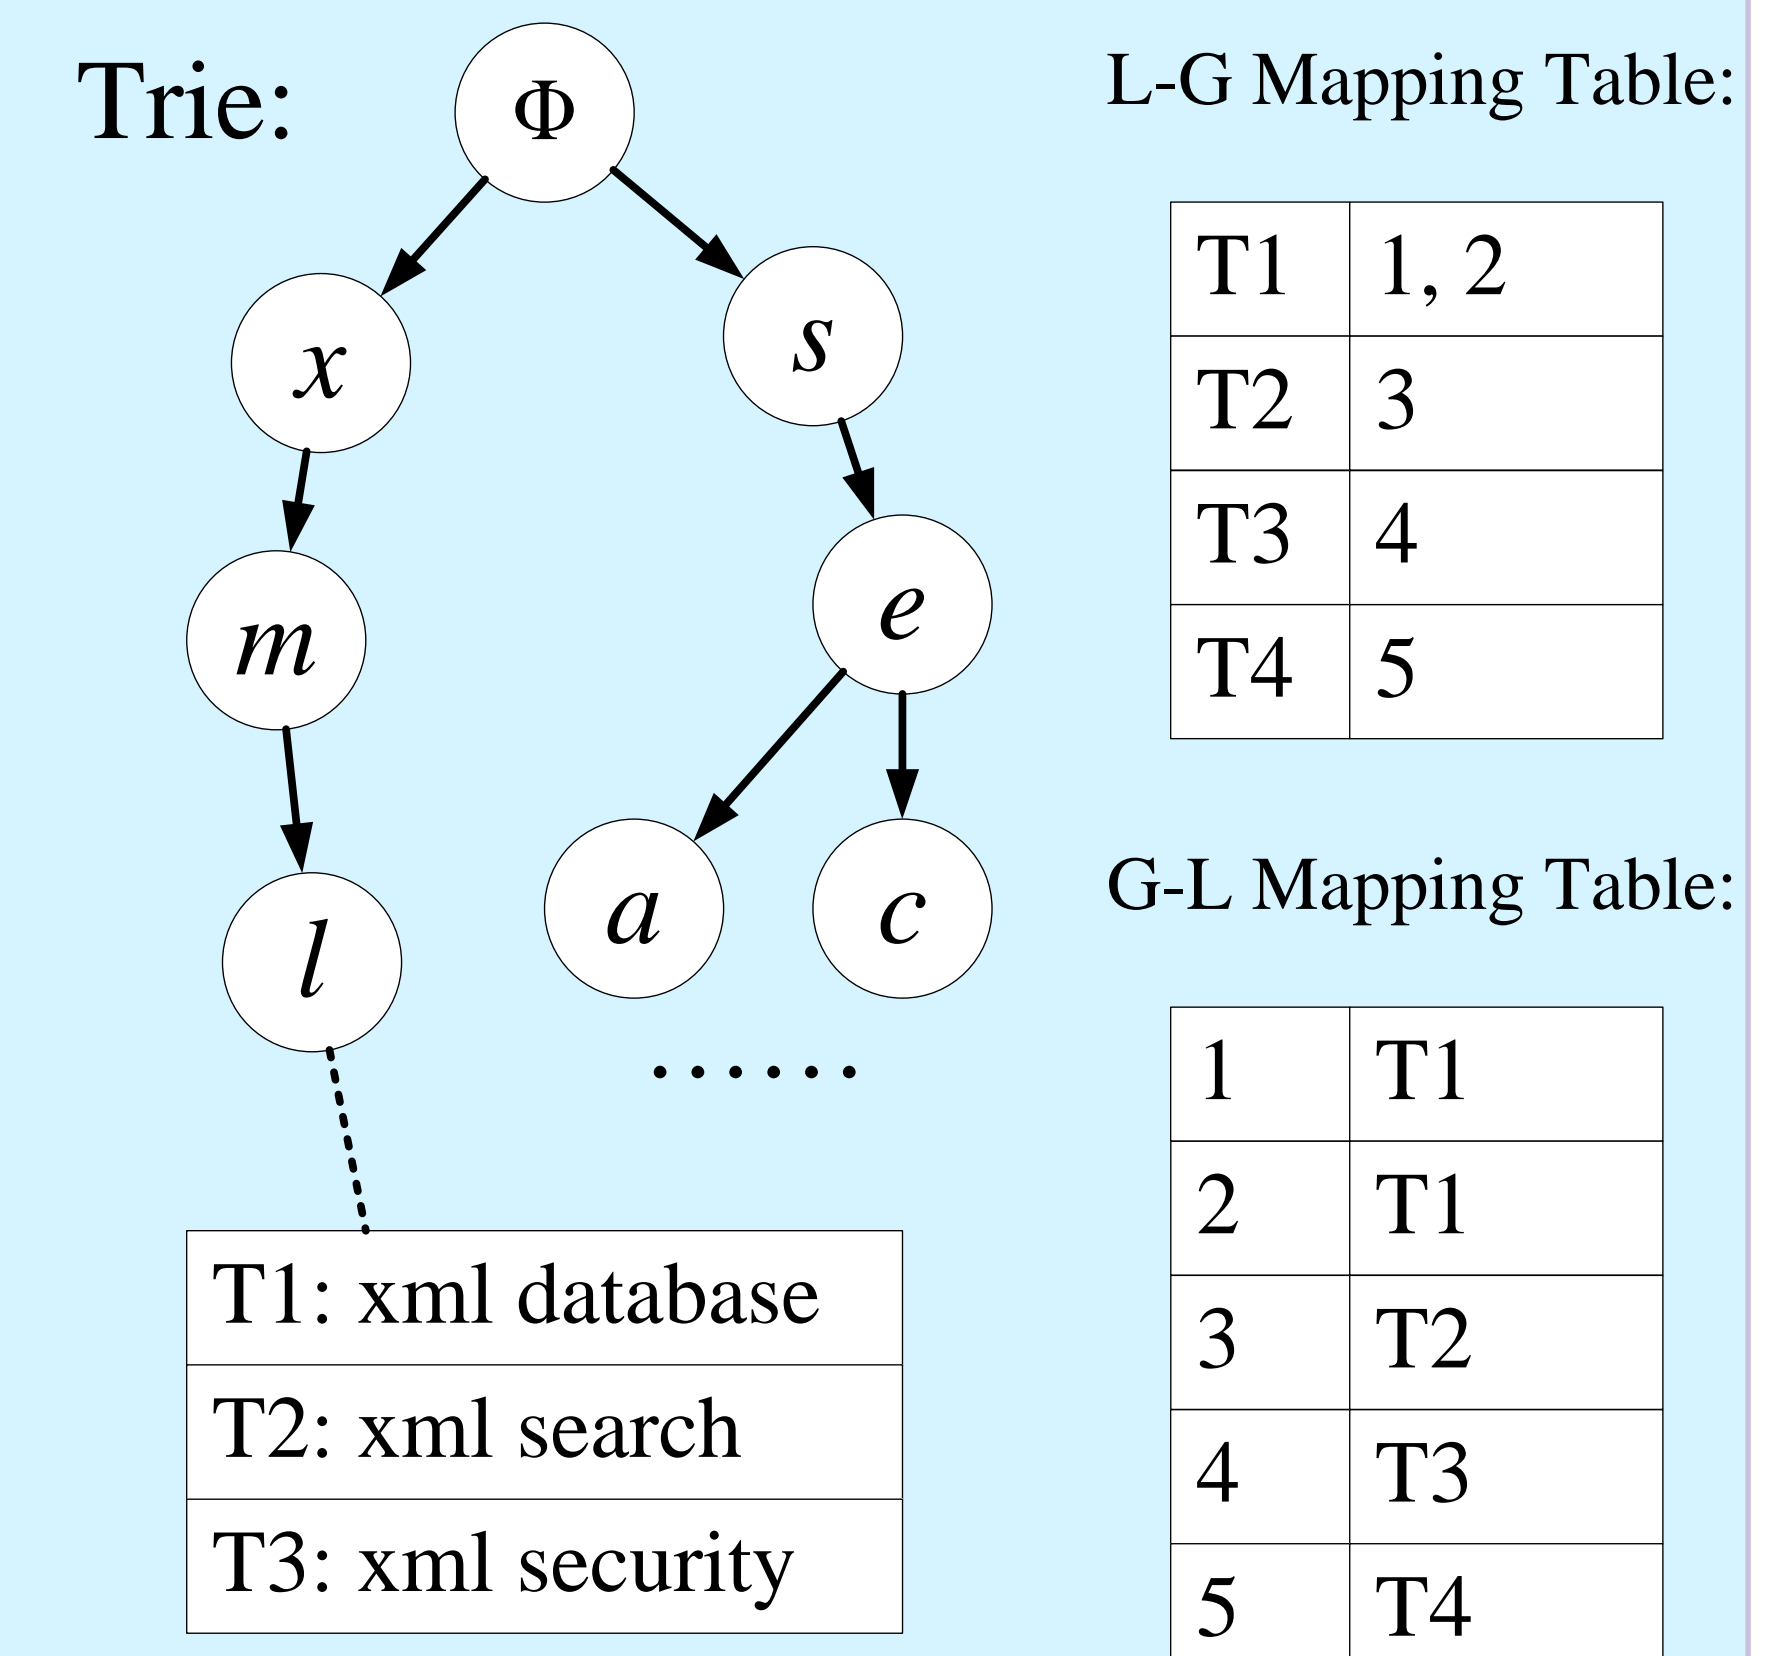 Trie:
Φ
x
s
m
e
l
a
c
......
T1: xml database
T2: xml search
T3: xml security
L-G Mapping Table:
T1 1, 2
T2 3
T3 4
T4 5
G-L Mapping Table:
1 T1
2 T1
3 T2
4 T3
5 T4